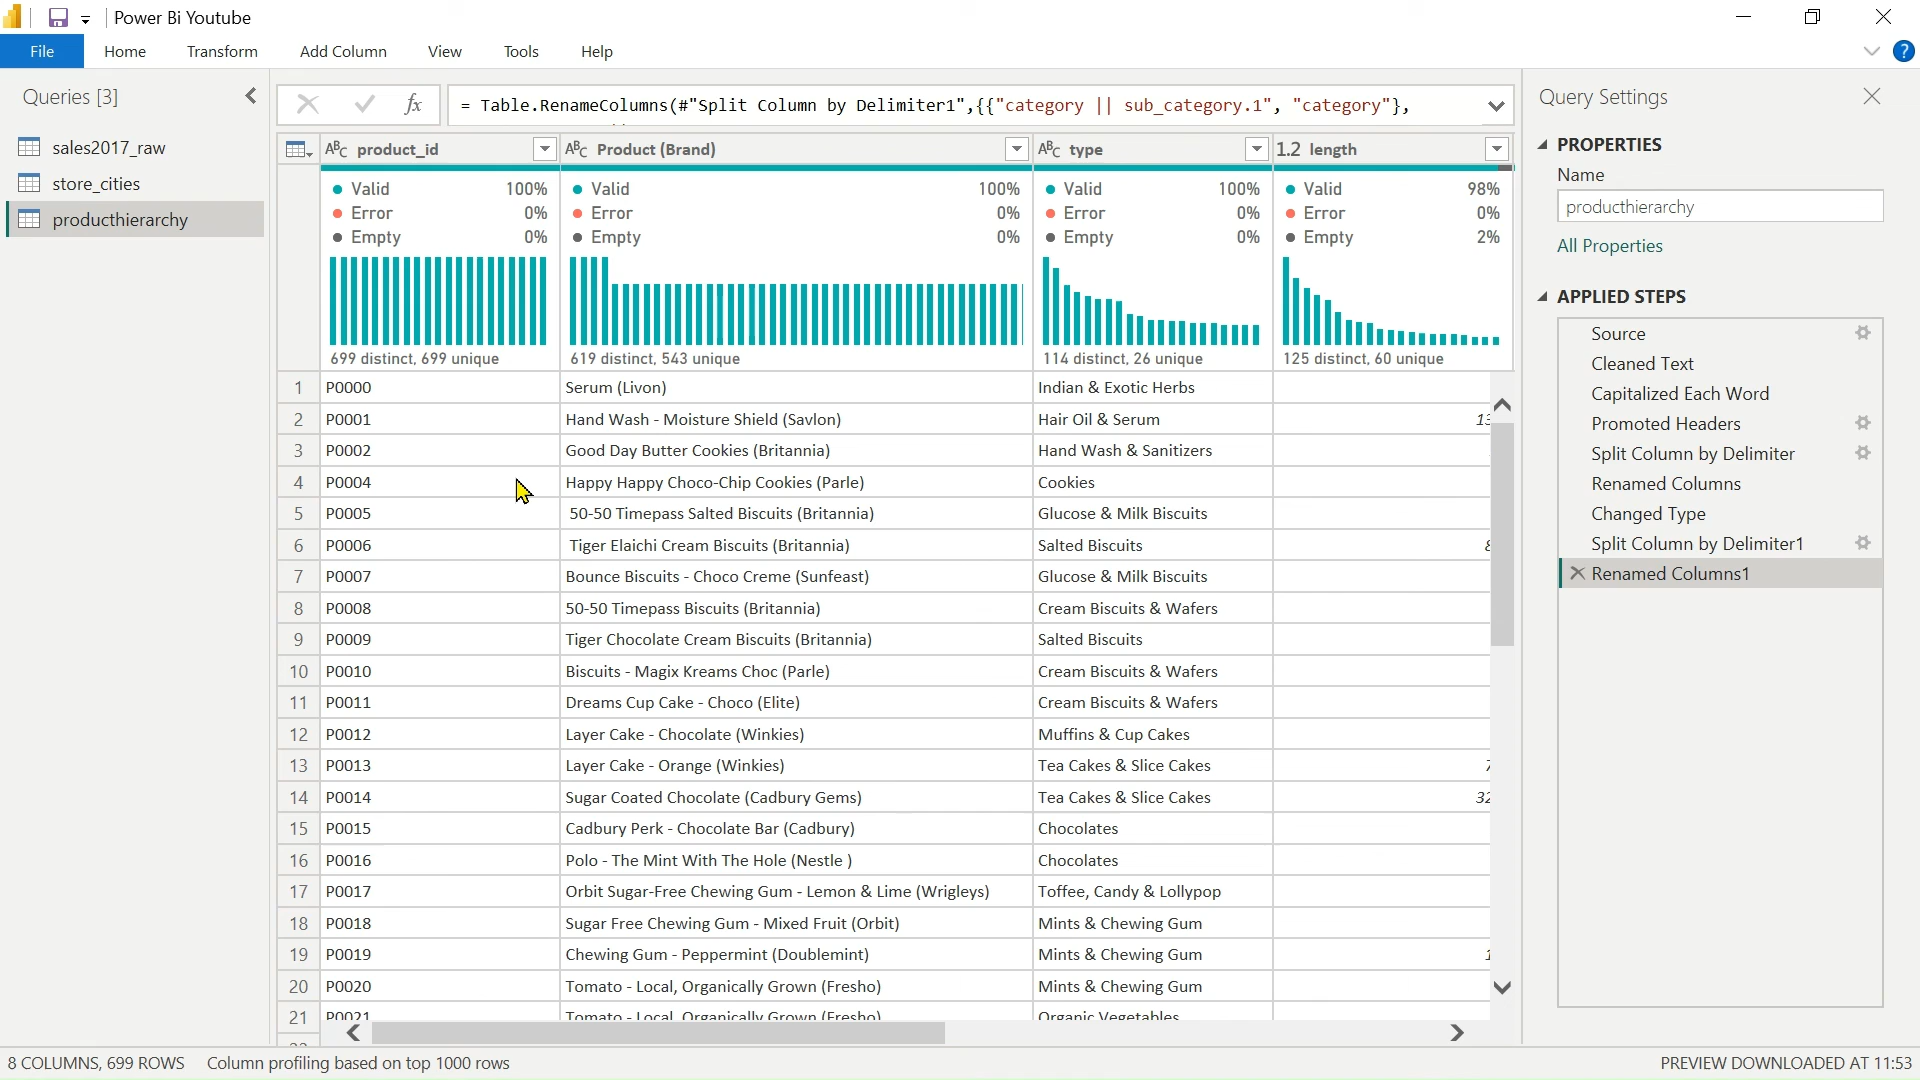 Power Bi Youtube
File Home Transform Add Column View Tools Help
Queries [3]
sales2017_raw
store_cities
producthierarchy
fx = Table.RenameColumns(#"Split Column by Delimiter1",{{"category || sub_category.1", "category"},
ABC product_id ABC Product (Brand) ABC type 1.2 length
Valid 100% Valid 100% Valid 100% Valid 98%
Error 0% Error 0% Error 0% Error 0%
Empty 0% Empty 0% Empty 0% Empty 2%
699 distinct, 699 unique 619 distinct, 543 unique 114 distinct, 26 unique 125 distinct, 60 unique
1 P0000 Serum (Livon) Indian & Exotic Herbs
2 P0001 Hand Wash - Moisture Shield (Savlon) Hair Oil & Serum
3 P0002 Good Day Butter Cookies (Britannia) Hand Wash & Sanitizers
4 P0004 Happy Happy Choco-Chip Cookies (Parle) Cookies
5 P0005 50-50 Timepass Salted Biscuits (Britannia) Glucose & Milk Biscuits
6 P0006 Tiger Elaichi Cream Biscuits (Britannia) Salted Biscuits
7 P0007 Bounce Biscuits - Choco Creme (Sunfeast) Glucose & Milk Biscuits
8 P0008 50-50 Timepass Biscuits (Britannia) Cream Biscuits & Wafers
9 P0009 Tiger Chocolate Cream Biscuits (Britannia) Salted Biscuits
10 P0010 Biscuits - Magix Kreams Choc (Parle) Cream Biscuits & Wafers
11 P0011 Dreams Cup Cake - Choco (Elite) Cream Biscuits & Wafers
12 P0012 Layer Cake - Chocolate (Winkies) Muffins & Cup Cakes
13 P0013 Layer Cake - Orange (Winkies) Tea Cakes & Slice Cakes
14 P0014 Sugar Coated Chocolate (Cadbury Gems) Tea Cakes & Slice Cakes 32
15 P0015 Cadbury Perk - Chocolate Bar (Cadbury) Chocolates
16 P0016 Polo - The Mint With The Hole (Nestle ) Chocolates
17 P0017 Orbit Sugar-Free Chewing Gum - Lemon & Lime (Wrigleys) Toffee, Candy & Lollypop
18 P0018 Sugar Free Chewing Gum - Mixed Fruit (Orbit) Mints & Chewing Gum
19 P0019 Chewing Gum - Peppermint (Doublemint) Mints & Chewing Gum
20 P0020 Tomato - Local, Organically Grown (Fresho) Mints & Chewing Gum
21 P0021 Tomato - Local, Organically Grown (Fresho) Organic Vegetables
8 COLUMNS, 699 ROWS Column profiling based on top 1000 rows
Query Settings
PROPERTIES
Name
producthierarchy
All Properties
APPLIED STEPS
Source
Cleaned Text
Capitalized Each Word
Promoted Headers
Split Column by Delimiter
Renamed Columns
Changed Type
Split Column by Delimiter1
Renamed Columns1
PREVIEW DOWNLOADED AT 11:53